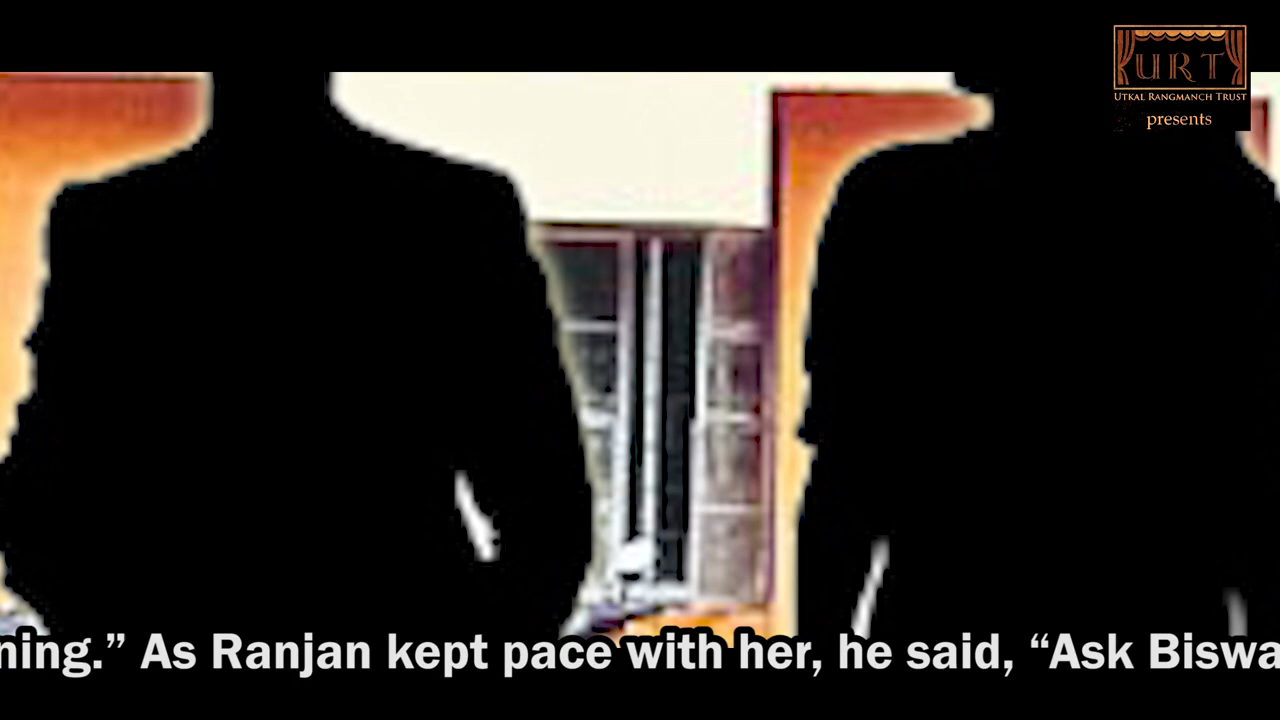 URT
UTKAL RANGMANCH TRUST
presents
ning.” As Ranjan kept pace with her, he said, “Ask Biswa